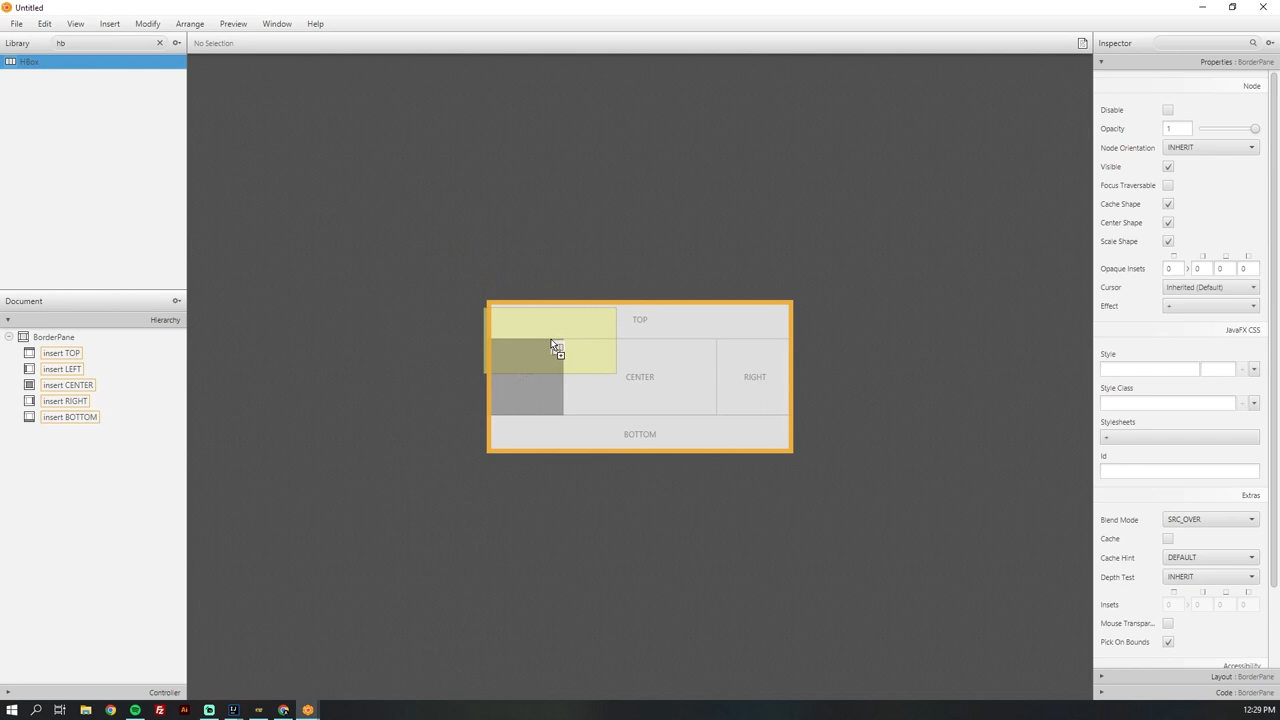 Untitled
File Edit View Insert Modify Arrange Preview Window Help
Library hb
No Selection
Inspector
HBox
Properties : BorderPane
Node
Disable
Opacity 1
Node Orientation INHERIT
Visible
Focus Traversable
Cache Shape
Center Shape
Scale Shape
Opaque Insets 0 0 0 0
Cursor Inherited (Default)
Effect +
JavaFX CSS
Style
Style Class
Stylesheets
+
Id
Extras
Blend Mode SRC_OVER
Cache
Cache Hint DEFAULT
Depth Test INHERIT
Insets 0 0 0 0
Mouse Transpar...
Pick On Bounds
Accessibility
Layout : BorderPane
Code : BorderPane
Document
Hierarchy
BorderPane
insert TOP
insert LEFT
insert CENTER
insert RIGHT
insert BOTTOM
Controller
TOP
CENTER
RIGHT
BOTTOM
12:29 PM